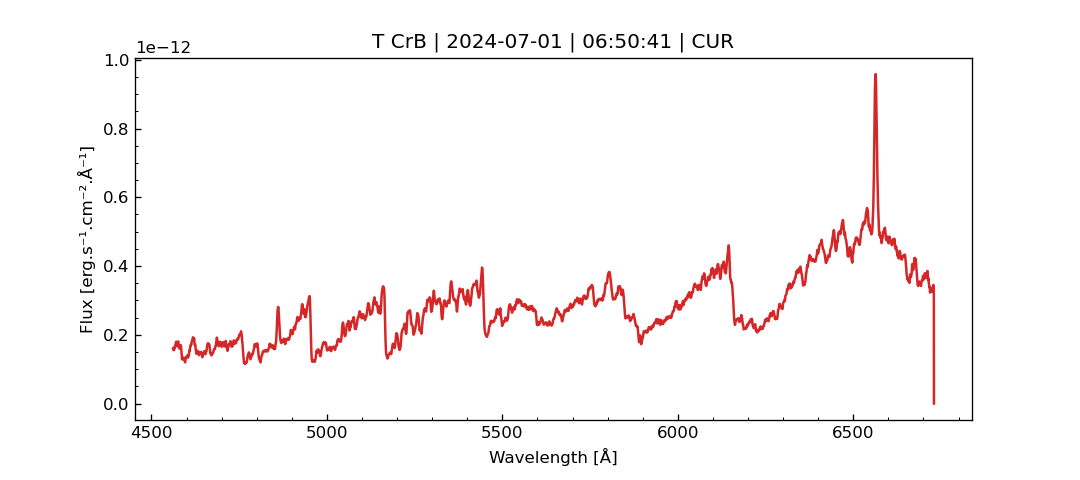 T CrB | 2024-07-01 | 06:50:41 | CUR
1e−12
1.0
0.8
0.6
0.4
0.2
0.0
Flux [erg.s⁻¹.cm⁻².Å⁻¹]
4500 5000 5500 6000 6500
Wavelength [Å]